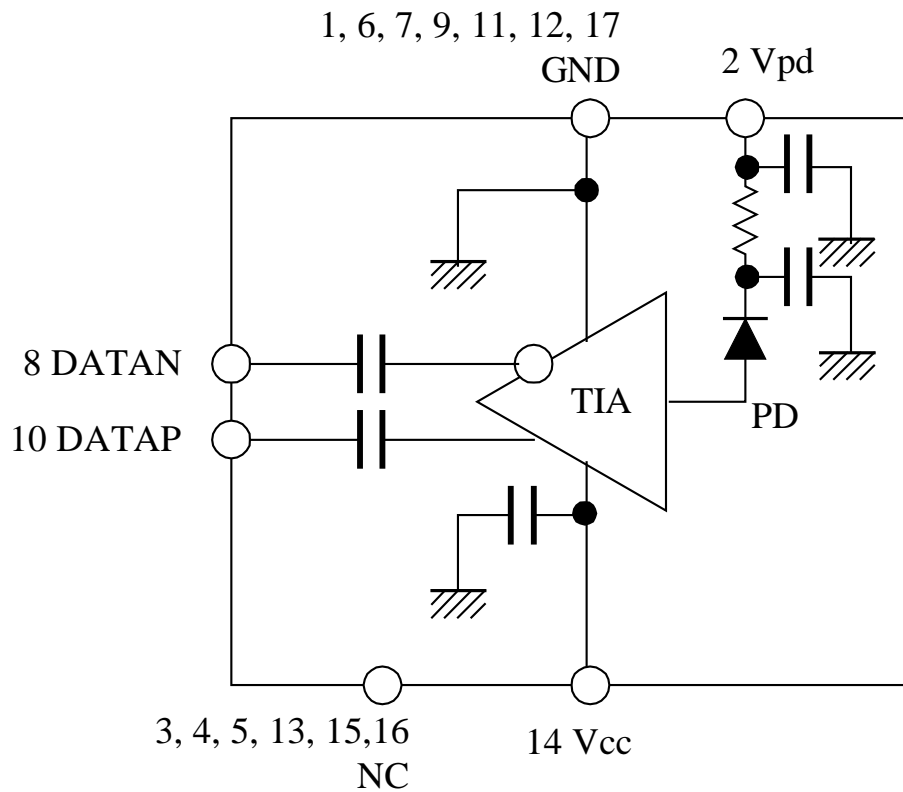 1, 6, 7, 9, 11, 12, 17
GND
2 Vpd
8 DATAN
TIA
PD
10 DATAP
3, 4, 5, 13, 15,16
NC
14 Vcc